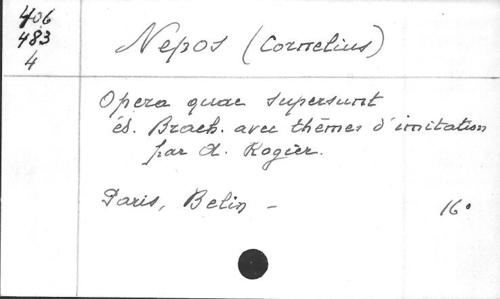 406
483
4
Nepos (Cornelius)
Opera quae supersunt
éd. Brach. avec thèmes d'imitation
par A. Rogier.
Paris, Belin - 16°